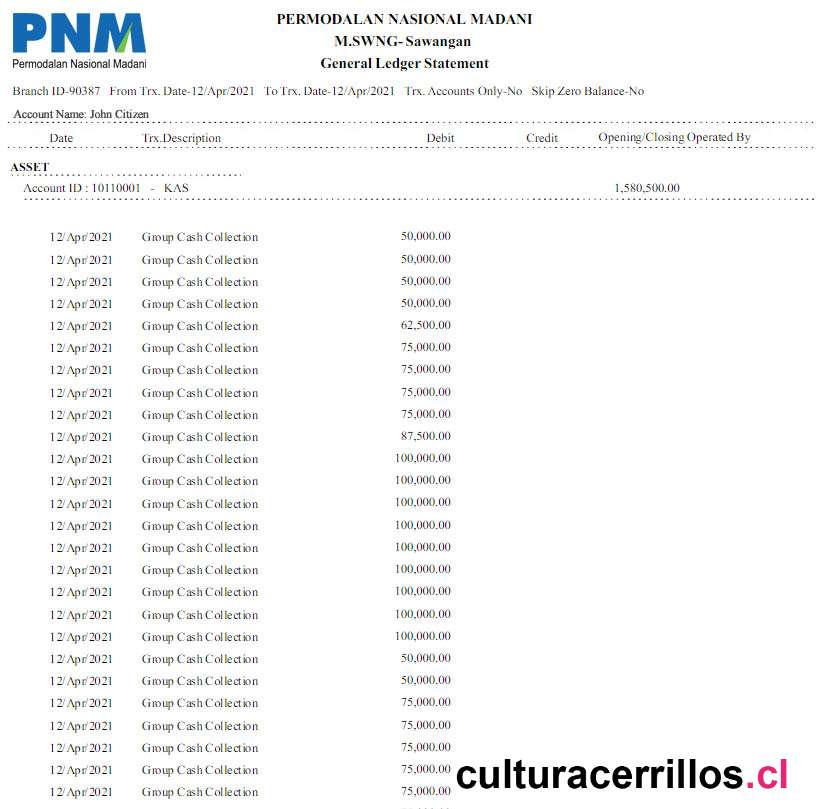 PNM
Permodalan Nasional Madani
PERMODALAN NASIONAL MADANI
M.SWNG- Sawangan
General Ledger Statement
Branch ID-90387 From Trx. Date-12/Apr/2021 To Trx. Date-12/Apr/2021 Trx. Accounts Only-No Skip Zero Balance-No
Account Name: John Citizen
Date Trx.Description Debit Credit Opening/Closing Operated By
ASSET
Account ID : 10110001 - KAS 1,580,500.00
12/Apr/2021 Group Cash Collection 50,000.00
12/Apr/2021 Group Cash Collection 50,000.00
12/Apr/2021 Group Cash Collection 50,000.00
12/Apr/2021 Group Cash Collection 50,000.00
12/Apr/2021 Group Cash Collection 62,500.00
12/Apr/2021 Group Cash Collection 75,000.00
12/Apr/2021 Group Cash Collection 75,000.00
12/Apr/2021 Group Cash Collection 75,000.00
12/Apr/2021 Group Cash Collection 75,000.00
12/Apr/2021 Group Cash Collection 87,500.00
12/Apr/2021 Group Cash Collection 100,000.00
12/Apr/2021 Group Cash Collection 100,000.00
12/Apr/2021 Group Cash Collection 100,000.00
12/Apr/2021 Group Cash Collection 100,000.00
12/Apr/2021 Group Cash Collection 100,000.00
12/Apr/2021 Group Cash Collection 100,000.00
12/Apr/2021 Group Cash Collection 100,000.00
12/Apr/2021 Group Cash Collection 100,000.00
12/Apr/2021 Group Cash Collection 100,000.00
12/Apr/2021 Group Cash Collection 50,000.00
12/Apr/2021 Group Cash Collection 50,000.00
12/Apr/2021 Group Cash Collection 75,000.00
12/Apr/2021 Group Cash Collection 75,000.00
12/Apr/2021 Group Cash Collection 75,000.00
12/Apr/2021 Group Cash Collection 75,000.00
12/Apr/2021 Group Cash Collection 75,000.00
culturacerrillos.cl